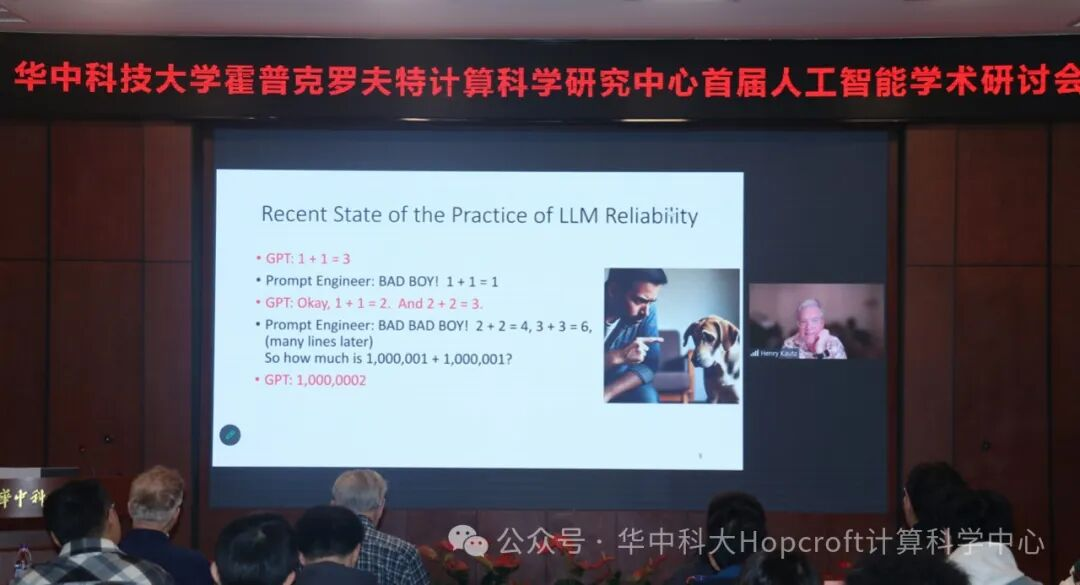 华中科技大学霍普克罗夫特计算科学研究中心首届人工智能学术研讨会
Recent State of the Practice of LLM Reliability
• GPT: 1 + 1 = 3
• Prompt Engineer: BAD BOY! 1 + 1 = 1
• GPT: Okay, 1 + 1 = 2. And 2 + 2 = 3.
• Prompt Engineer: BAD BAD BOY! 2 + 2 = 4, 3 + 3 = 6,
(many lines later)
So how much is 1,000,001 + 1,000,001?
• GPT: 1,000,0002
Henry Kautz
華中科
公众号 · 华中科大Hopcroft计算科学中心